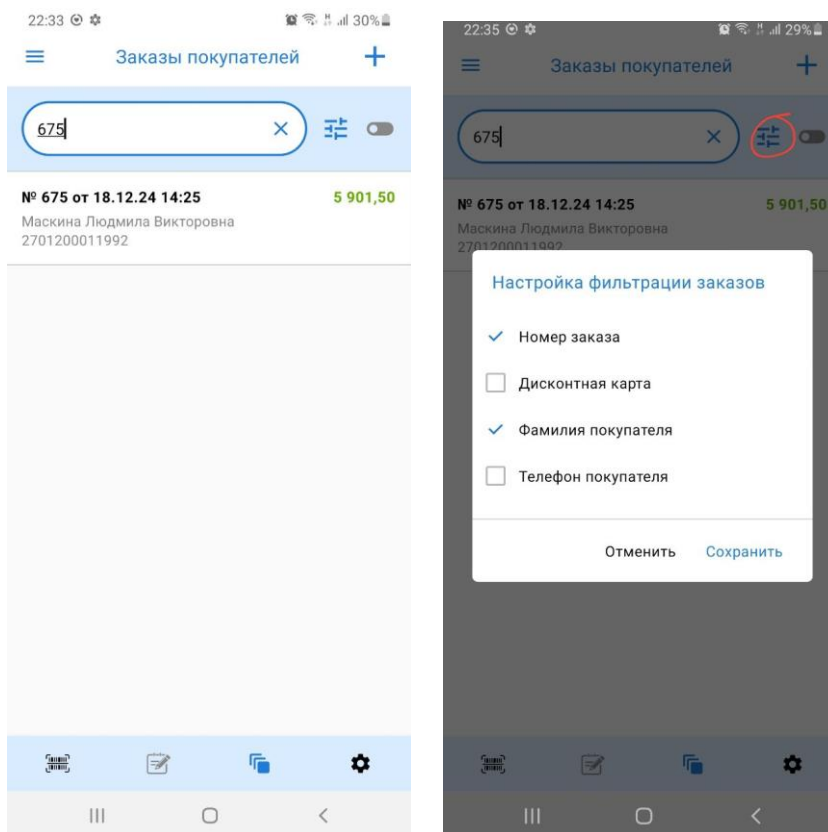 22:33 30%
Заказы покупателей
675
№ 675 от 18.12.24 14:25 5 901,50
Маскина Людмила Викторовна
2701200011992
22:35 29%
Заказы покупателей
675
№ 675 от 18.12.24 14:25 5 901,50
Маскина Людмила Викторовна
2701200011992
Настройка фильтрации заказов
Номер заказа
Дисконтная карта
Фамилия покупателя
Телефон покупателя
Отменить Сохранить